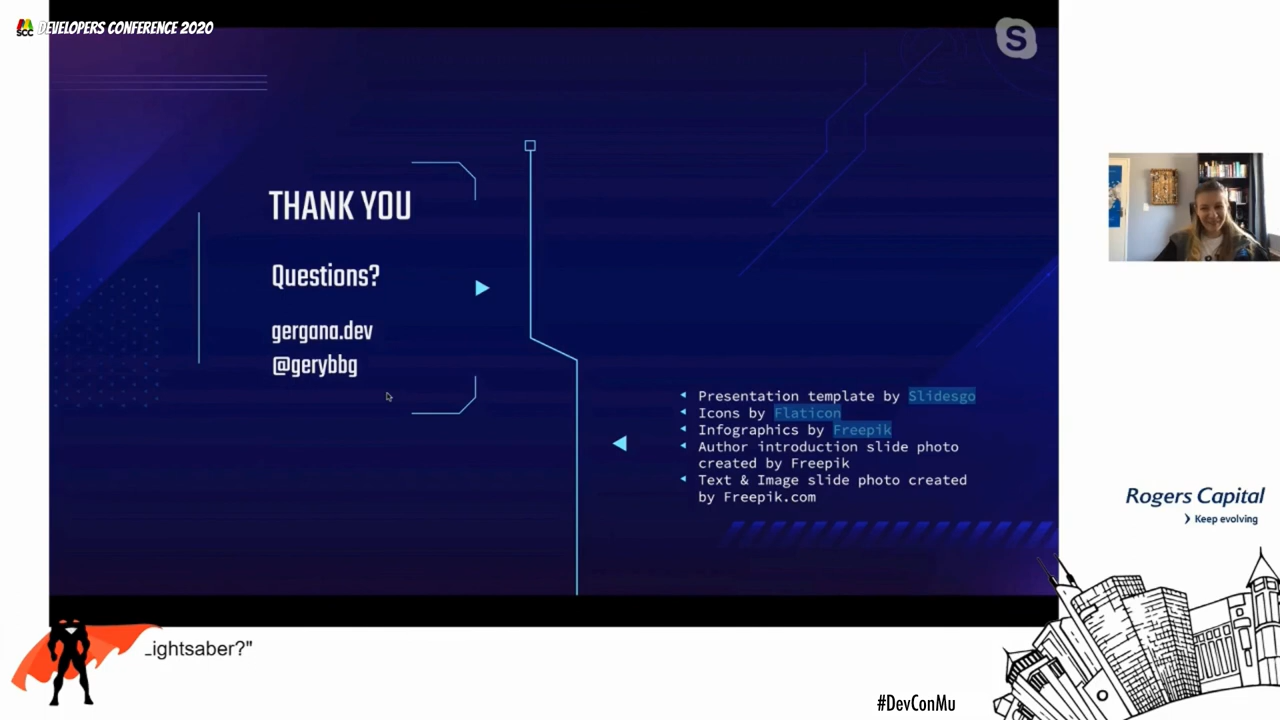 SCC DEVELOPERS CONFERENCE 2020
S
THANK YOU
Questions?
gergana.dev
@gerybbg
Presentation template by Slidesgo
Icons by Flaticon
Infographics by Freepik
Author introduction slide photo
created by Freepik
Text & Image slide photo created
by Freepik.com
Rogers Capital
Keep evolving
ightsaber?"
#DevConMu